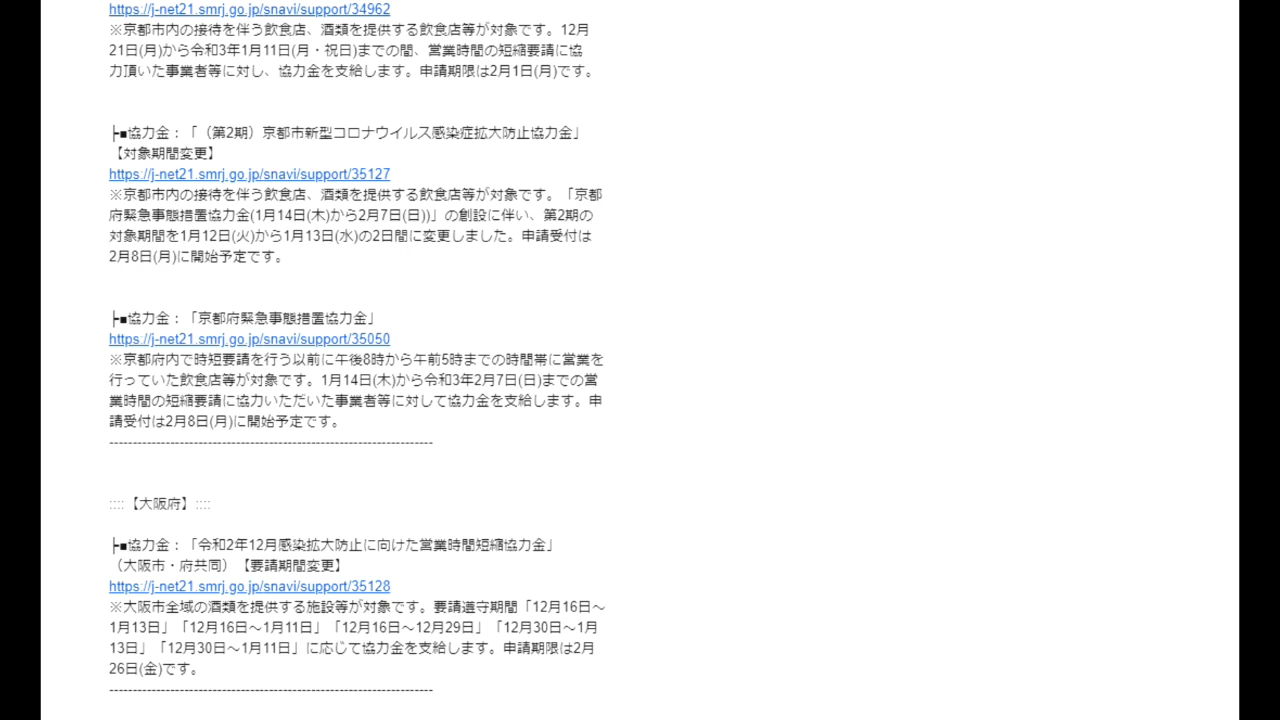 https://j-net21.smrj.go.jp/snavi/support/34962
※京都市内の接待を伴う飲食店、酒類を提供する飲食店等が対象です。12月
21日(月)から令和3年1月11日(月・祝日)までの間、営業時間の短縮要請に協
力頂いた事業者等に対し、協力金を支給します。申請期限は2月1日(月)です。
├■協力金：「（第2期）京都市新型コロナウイルス感染症拡大防止協力金」
【対象期間変更】
https://j-net21.smrj.go.jp/snavi/support/35127
※京都市内の接待を伴う飲食店、酒類を提供する飲食店等が対象です。「京都
府緊急事態措置協力金(1月14日(木)から2月7日(日))」の創設に伴い、第2期の
対象期間を1月12日(火)から1月13日(水)の2日間に変更しました。申請受付は
2月8日(月)に開始予定です。
├■協力金：「京都府緊急事態措置協力金」
https://j-net21.smrj.go.jp/snavi/support/35050
※京都府内で時短要請を行う以前に午後8時から午前5時までの時間帯に営業を
行っていた飲食店等が対象です。1月14日(木)から令和3年2月7日(日)までの営
業時間の短縮要請に協力いただいた事業者等に対して協力金を支給します。申
請受付は2月8日(月)に開始予定です。
---------------------------------------------------------------------
::::【大阪府】::::
├■協力金：「令和2年12月感染拡大防止に向けた営業時間短縮協力金」
（大阪市・府共同）【要請期間変更】
https://j-net21.smrj.go.jp/snavi/support/35128
※大阪市全域の酒類を提供する施設等が対象です。要請遵守期間「12月16日～
1月13日」「12月16日～1月11日」「12月16日～12月29日」「12月30日～1月
13日」「12月30日～1月11日」に応じて協力金を支給します。申請期限は2月
26日(金)です。
---------------------------------------------------------------------